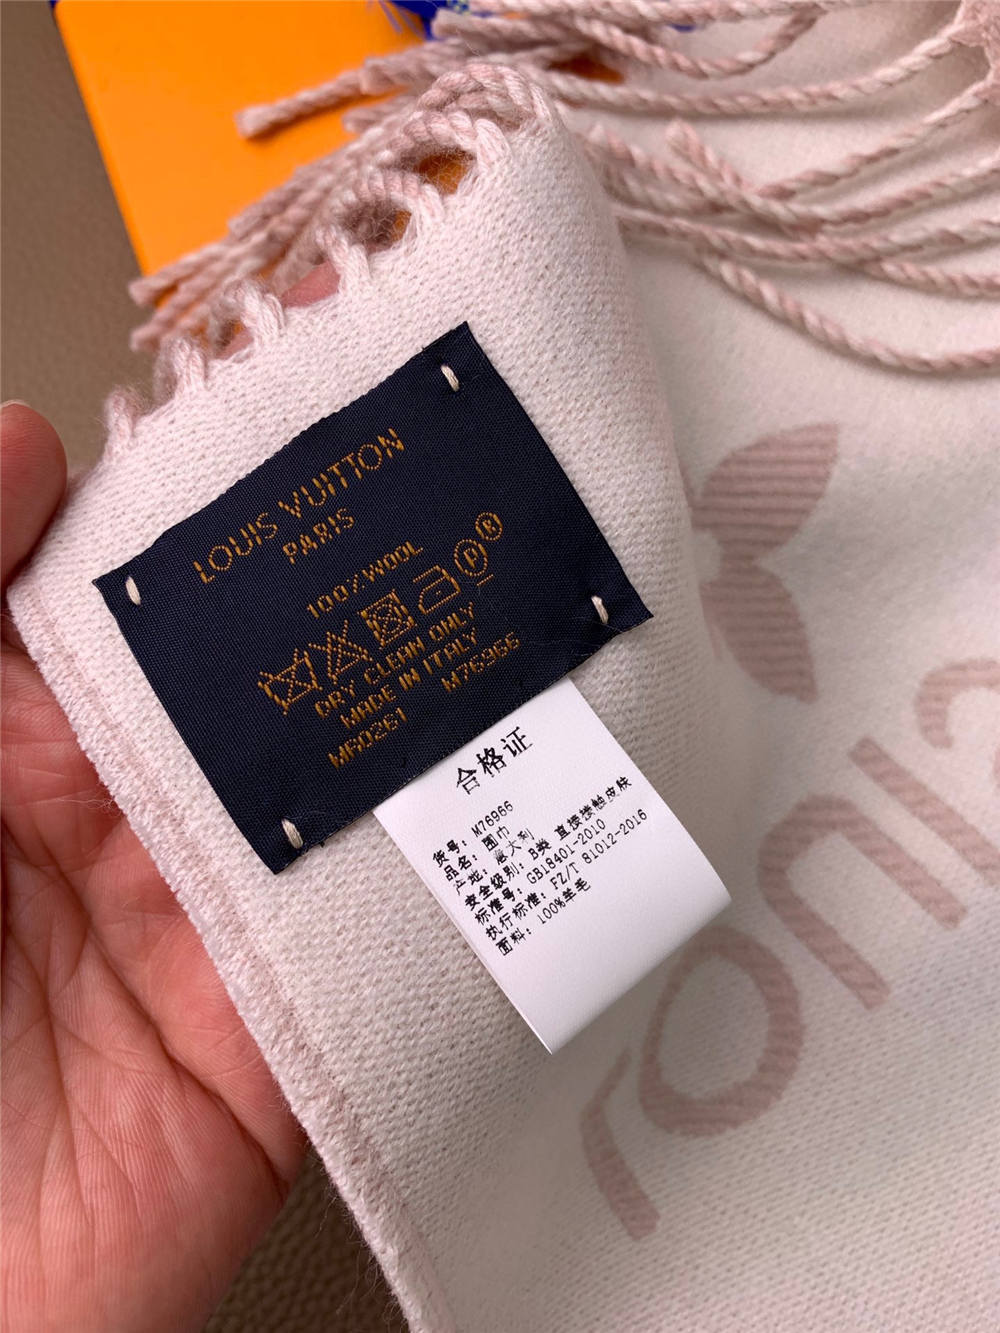 LOUIS VUITTON
PARIS
100% WOOL
P ®
DRY CLEAN ONLY
MADE IN ITALY
M76966
合格证
货号: M76966
品名: 围巾
产地: 意大利
安全级别: B类 直接接触皮肤
标准号: GB18401-2010
执行标准: FZ/T 81012-2016
面料: 100%羊毛